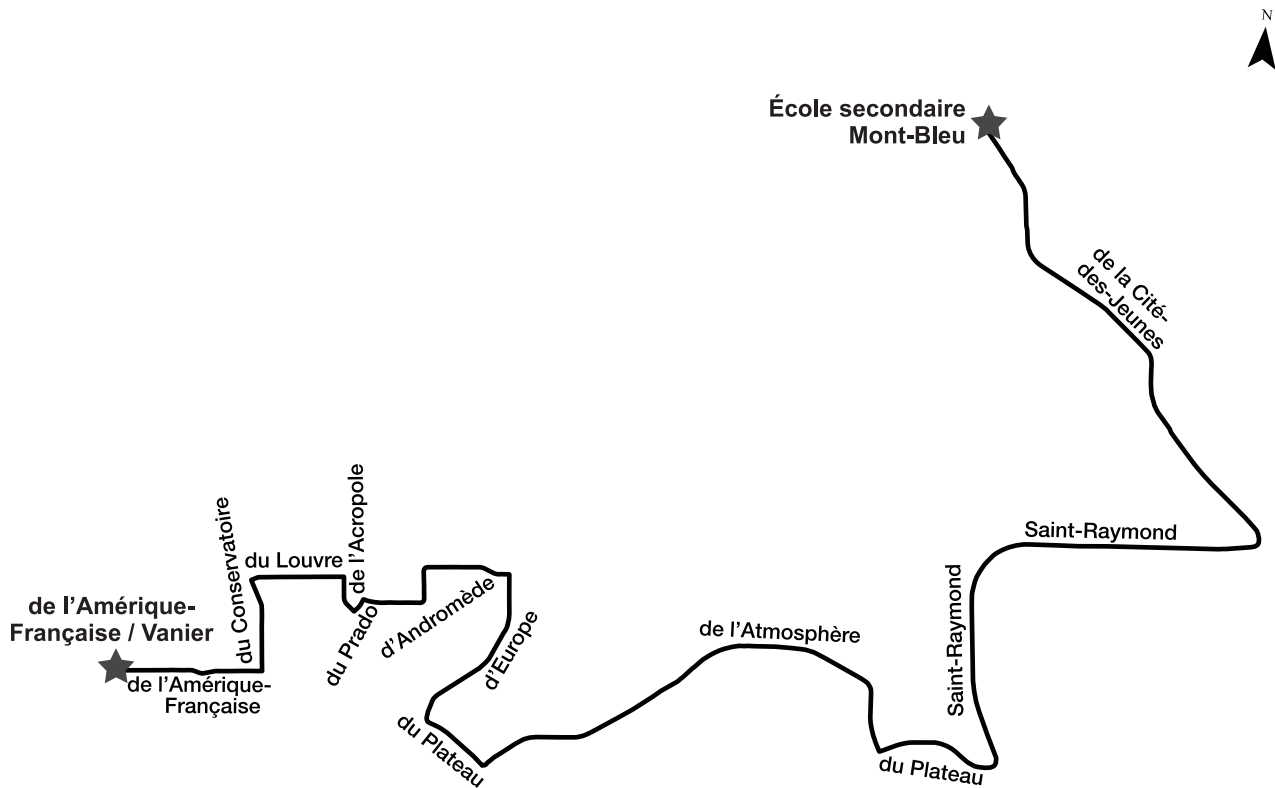 N
École secondaire
Mont-Bleu
de la Cité-
des-Jeunes
Saint-Raymond
Saint-Raymond
du Plateau
de l'Atmosphère
du Plateau
d'Europe
d'Andromède
du Prado
de l'Acropole
du Louvre
du Conservatoire
de l'Amérique-
Française / Vanier
de l'Amérique-
Française